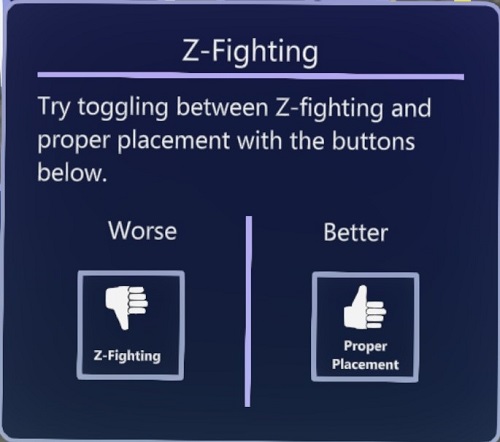 Z-Fighting
Try toggling between Z-fighting and
proper placement with the buttons
below.
Worse
Better
Z-Fighting
Proper
Placement